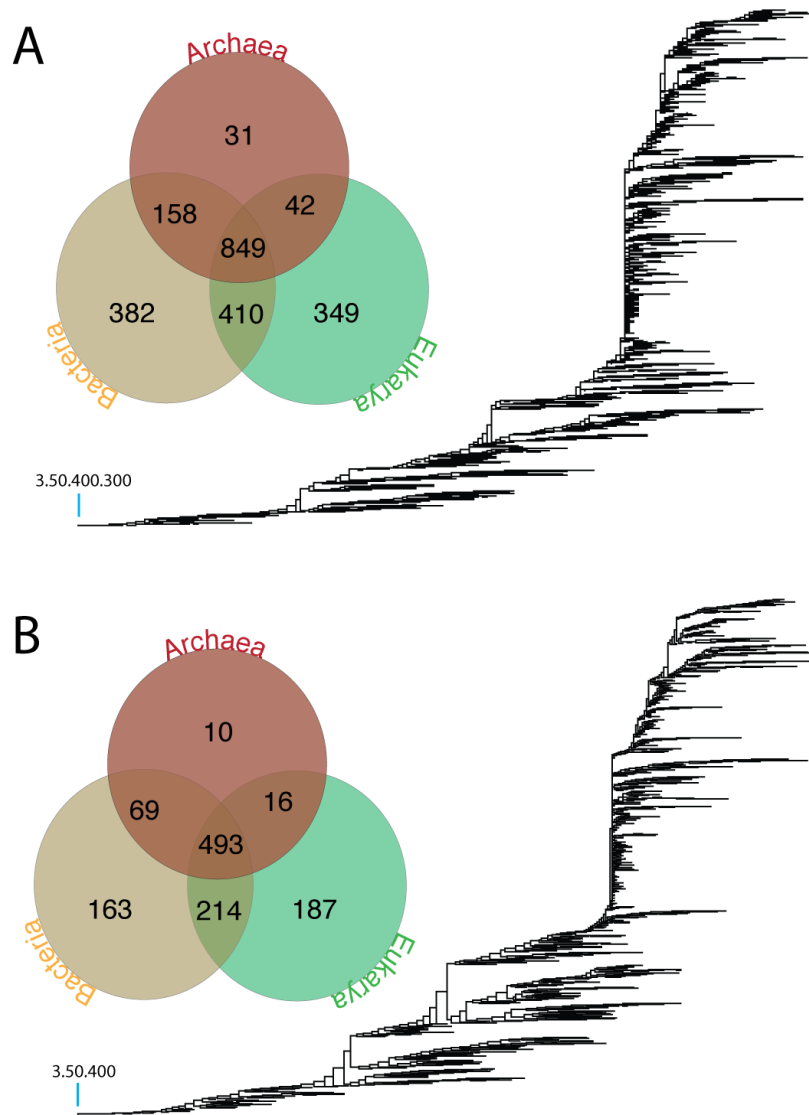 A
Archaea
31
158
42
849
382
410
349
Bacteria
Eukarya
3.50.400.300
B
Archaea
10
69
16
493
163
214
187
Bacteria
Eukarya
3.50.400